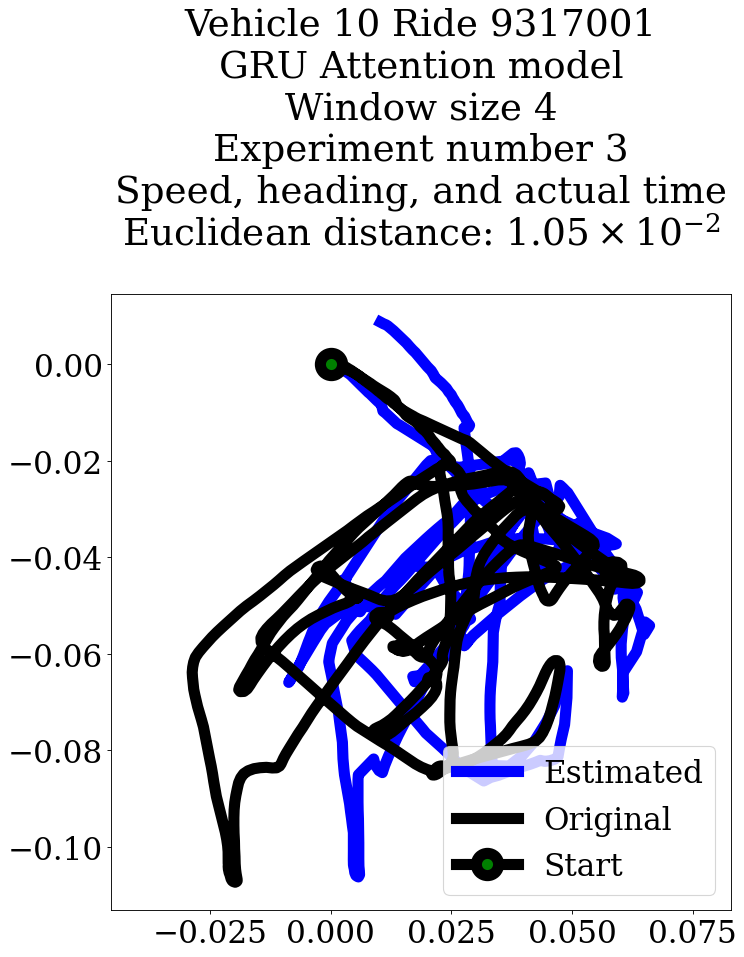 Vehicle 10 Ride 9317001
GRU Attention model
Window size 4
Experiment number 3
Speed, heading, and actual time
Euclidean distance: 1.05 × 10⁻²
0.00
−0.02
−0.04
−0.06
−0.08
−0.10
Estimated
Original
Start
−0.025 0.000 0.025 0.050 0.075